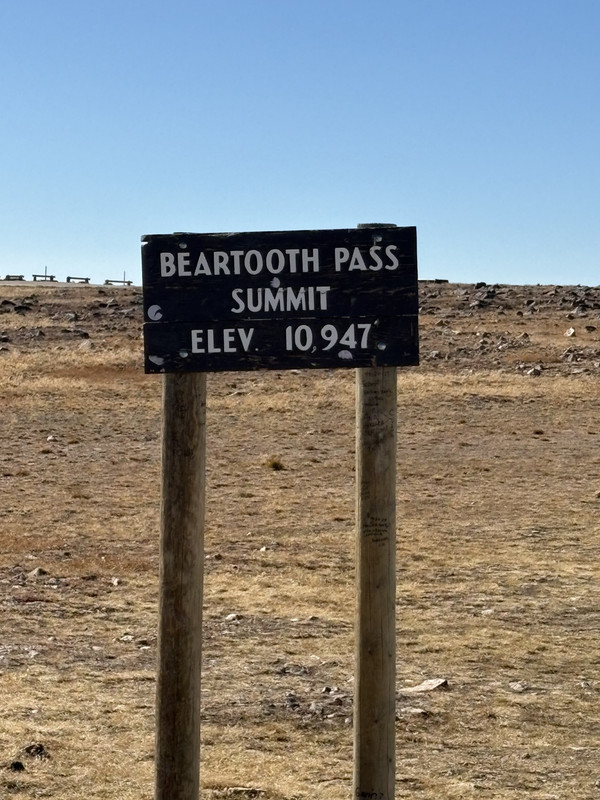 BEARTOOTH PASS
SUMMIT
ELEV. 10,947